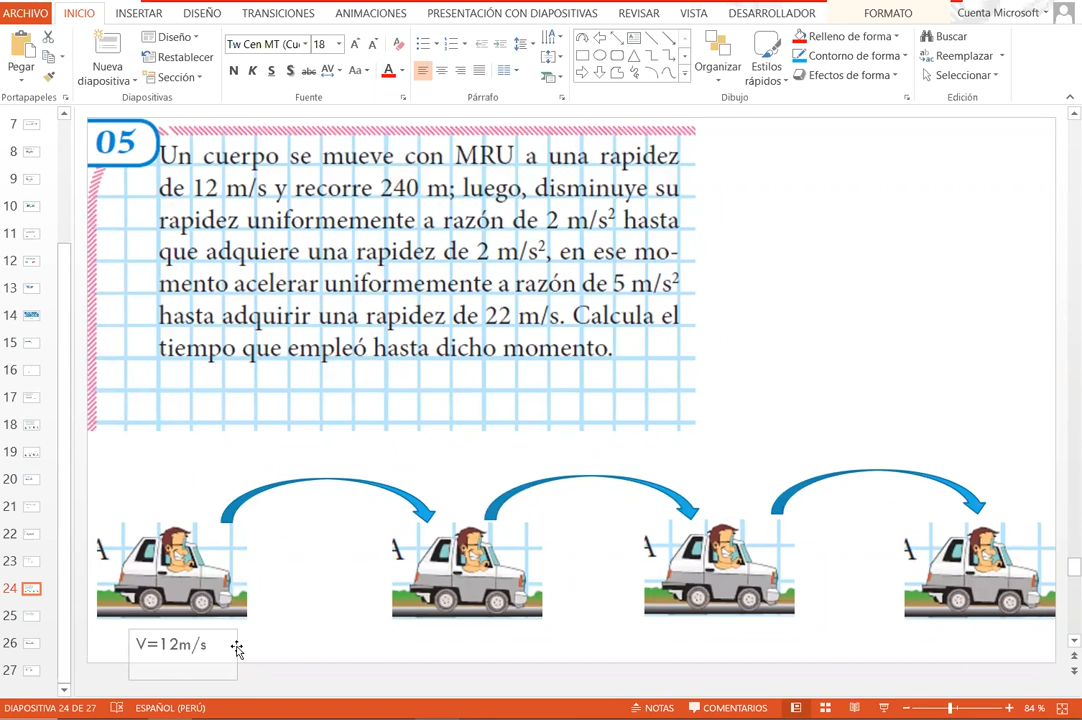 ARCHIVO INICIO INSERTAR DISEÑO TRANSICIONES ANIMACIONES PRESENTACIÓN CON DIAPOSITIVAS REVISAR VISTA DESARROLLADOR FORMATO Cuenta Microsoft
Pegar
Nueva diapositiva
Diseño
Restablecer
Sección
Tw Cen MT (Cu 18
N K S S abc AV Aa A
Organizar
Estilos rápidos
Relleno de forma
Contorno de forma
Efectos de forma
Buscar
Reemplazar
Seleccionar
Portapapeles Diapositivas Fuente Párrafo Dibujo Edición
7
8
9
10
11
12
13
14
15
16
17
18
19
20
21
22
23
24
25
26
27
05
Un cuerpo se mueve con MRU a una rapidez
de 12 m/s y recorre 240 m; luego, disminuye su
rapidez uniformemente a razón de 2 m/s² hasta
que adquiere una rapidez de 2 m/s², en ese mo-
mento acelerar uniformemente a razón de 5 m/s²
hasta adquirir una rapidez de 22 m/s. Calcula el
tiempo que empleó hasta dicho momento.
A A A A
V=12m/s
DIAPOSITIVA 24 DE 27 ESPAÑOL (PERÚ) NOTAS COMENTARIOS 84 %